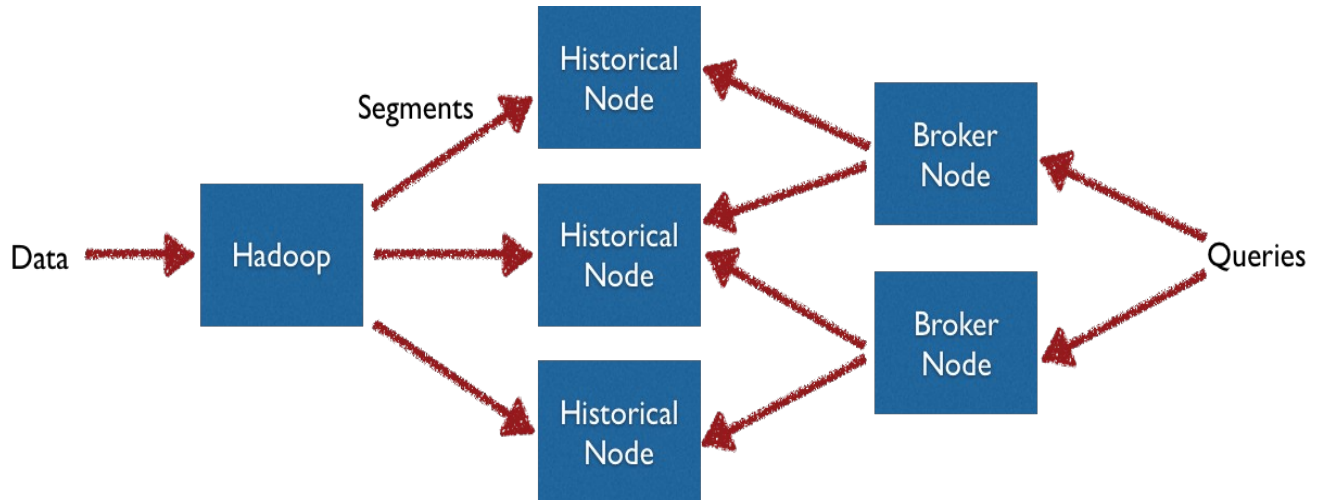 Data
Hadoop
Segments
Historical
Node
Historical
Node
Historical
Node
Broker
Node
Broker
Node
Queries